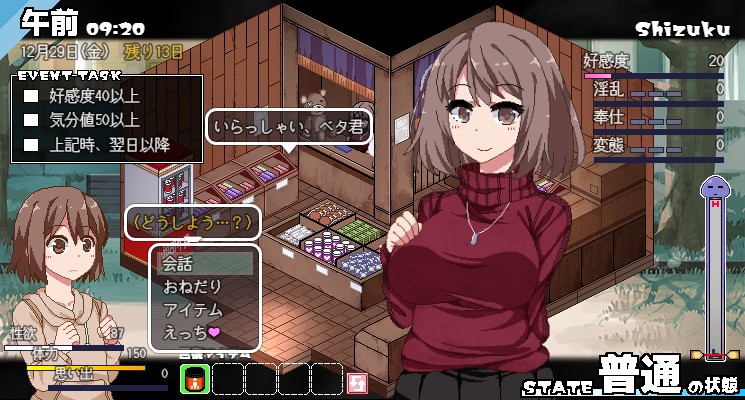 午前 09:20
Shizuku
12月29日(金) 残り13日
EVENT TASK
好感度40以上
気分値50以上
上記時、翌日以降
好感度 20
淫乱 0
奉仕 0
変態 0
いらっしゃい、ベタ君
(どうしよう…?)
会話
おねだり
アイテム
えっち
性欲 87
体力 150
思い出 0
STATE 普通の状態